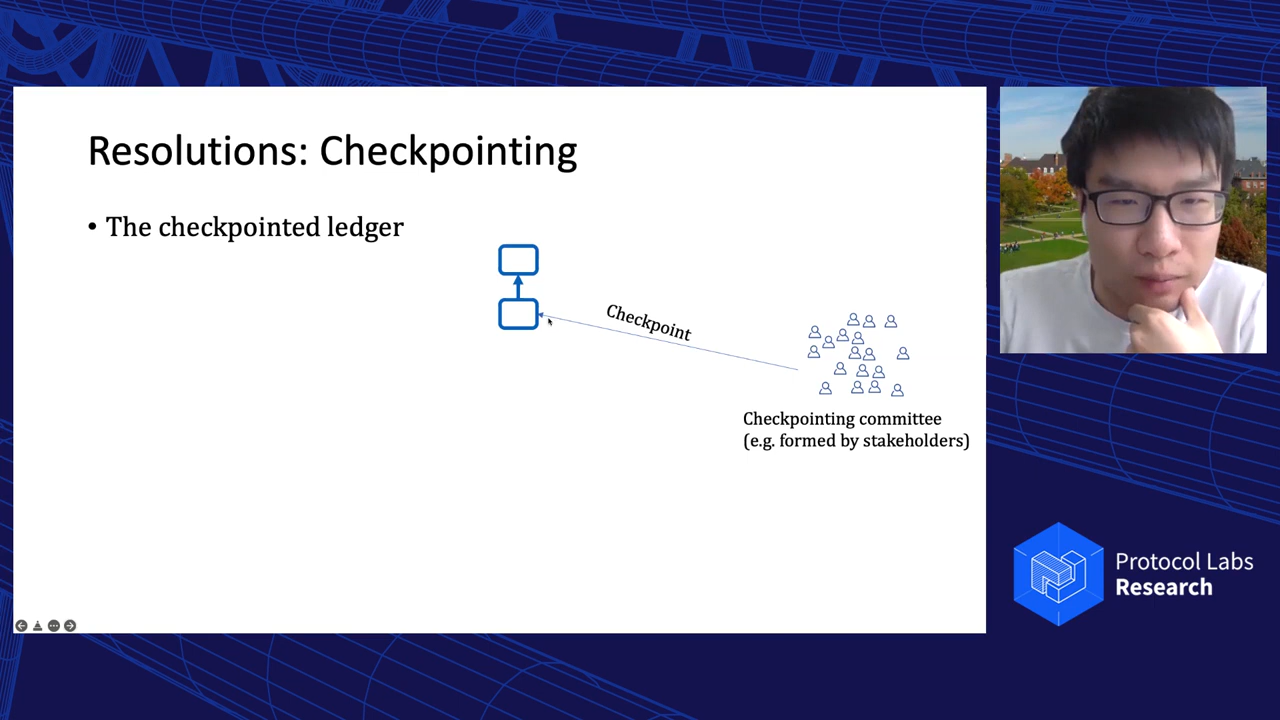 Resolutions: Checkpointing
• The checkpointed ledger
Checkpoint
Checkpointing committee
(e.g. formed by stakeholders)
Protocol Labs
Research